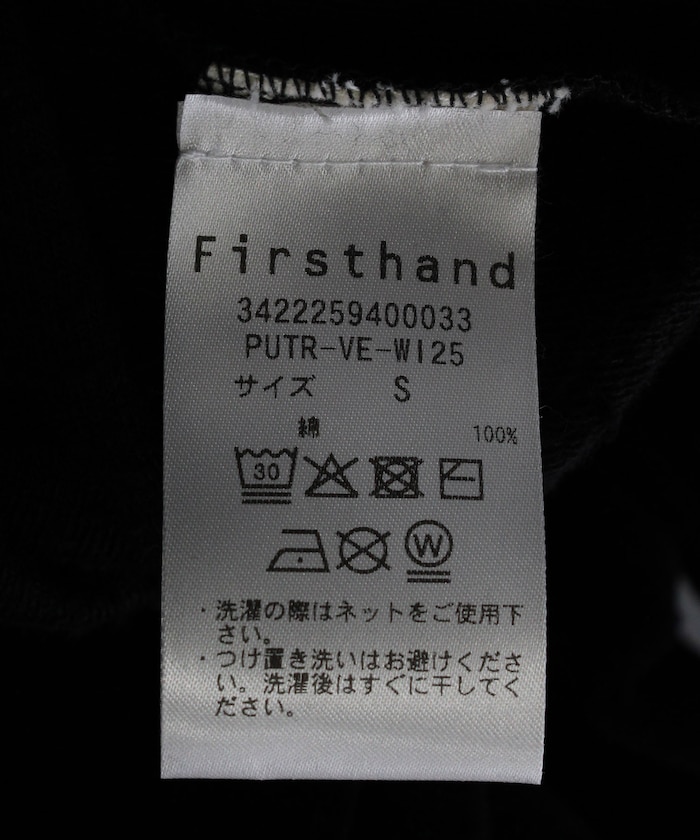 Firsthand
3422259400033
PUTR-VE-WI25
サイズ S
綿 100%
30
W
・洗濯の際はネットをご使用下
さい。
・つけ置き洗いはお避けくださ
い。洗濯後はすぐに干してく
ださい。